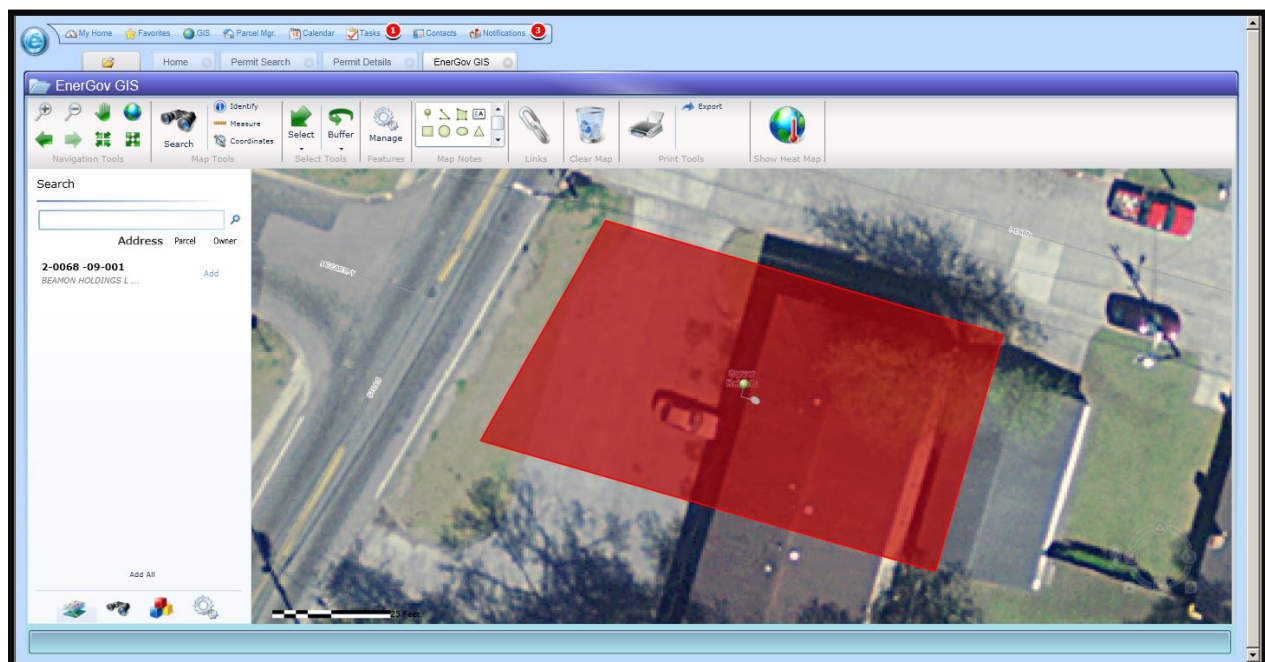 My Home Favorites GIS Parcel Mgr. Calendar Tasks 1 Contacts Notifications 3
Home Permit Search Permit Details EnerGov GIS
EnerGov GIS
Identify
Measure
Coordinates
Search
Select
Buffer
Manage
A
Export
Navigation Tools Map Tools Select Tools Features Map Notes Links Clear Map Print Tools Show Heat Map
Search
Address Parcel Owner
2-0068 -09-001
Add
BEAMON HOLDINGS L ...
Add All
25 Feet